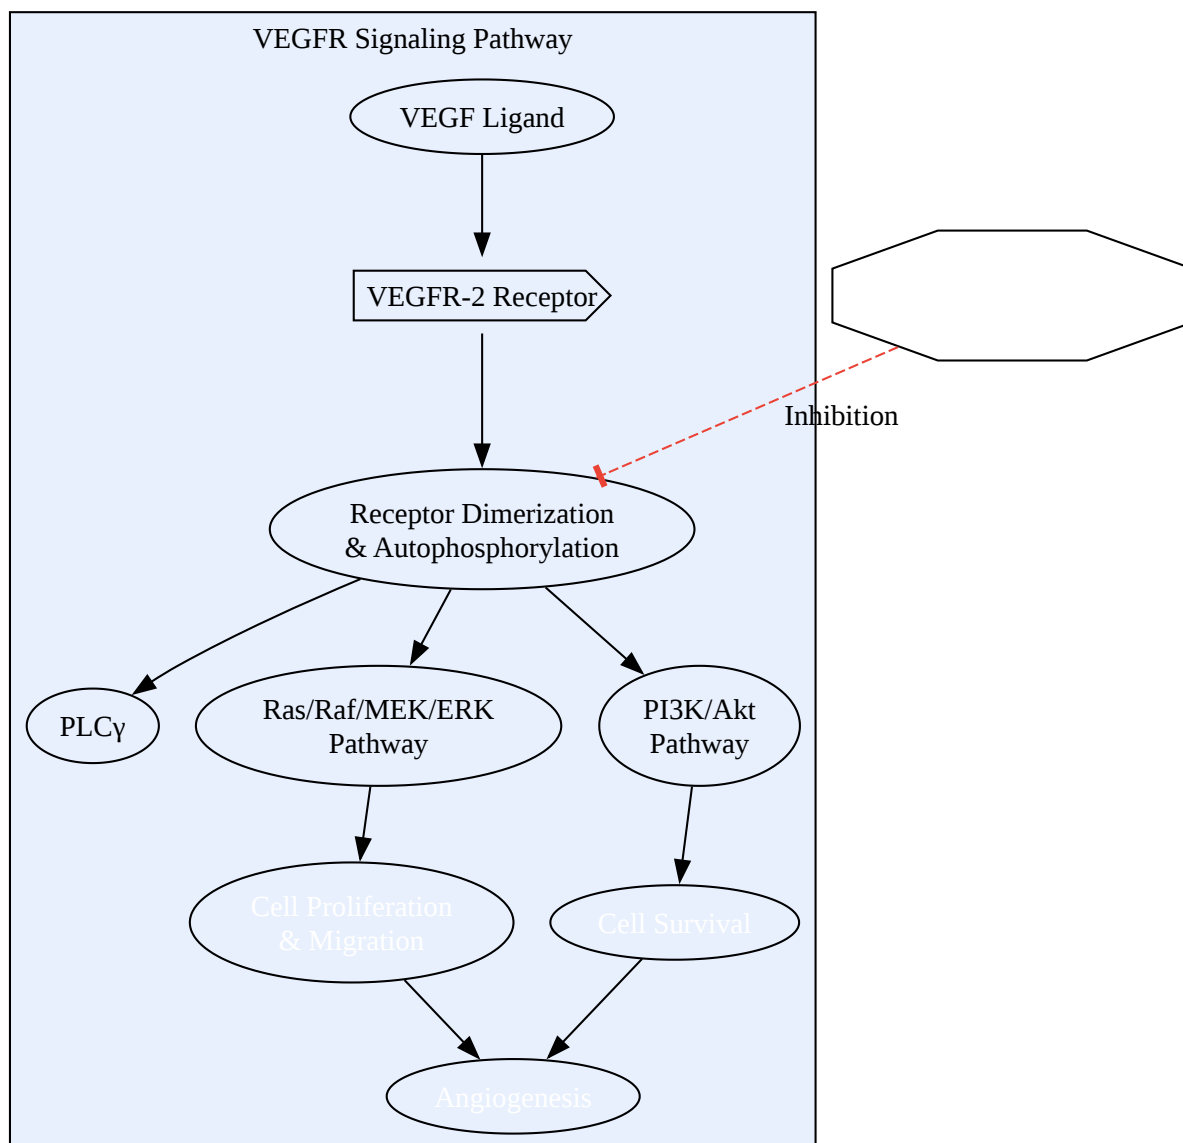 VEGFR Signaling Pathway
VEGF Ligand
VEGFR-2 Receptor
Inhibition
Receptor Dimerization
& Autophosphorylation
PLCγ
Ras/Raf/MEK/ERK
Pathway
PI3K/Akt
Pathway
Cell Proliferation
& Migration
Cell Survival
Angiogenesis